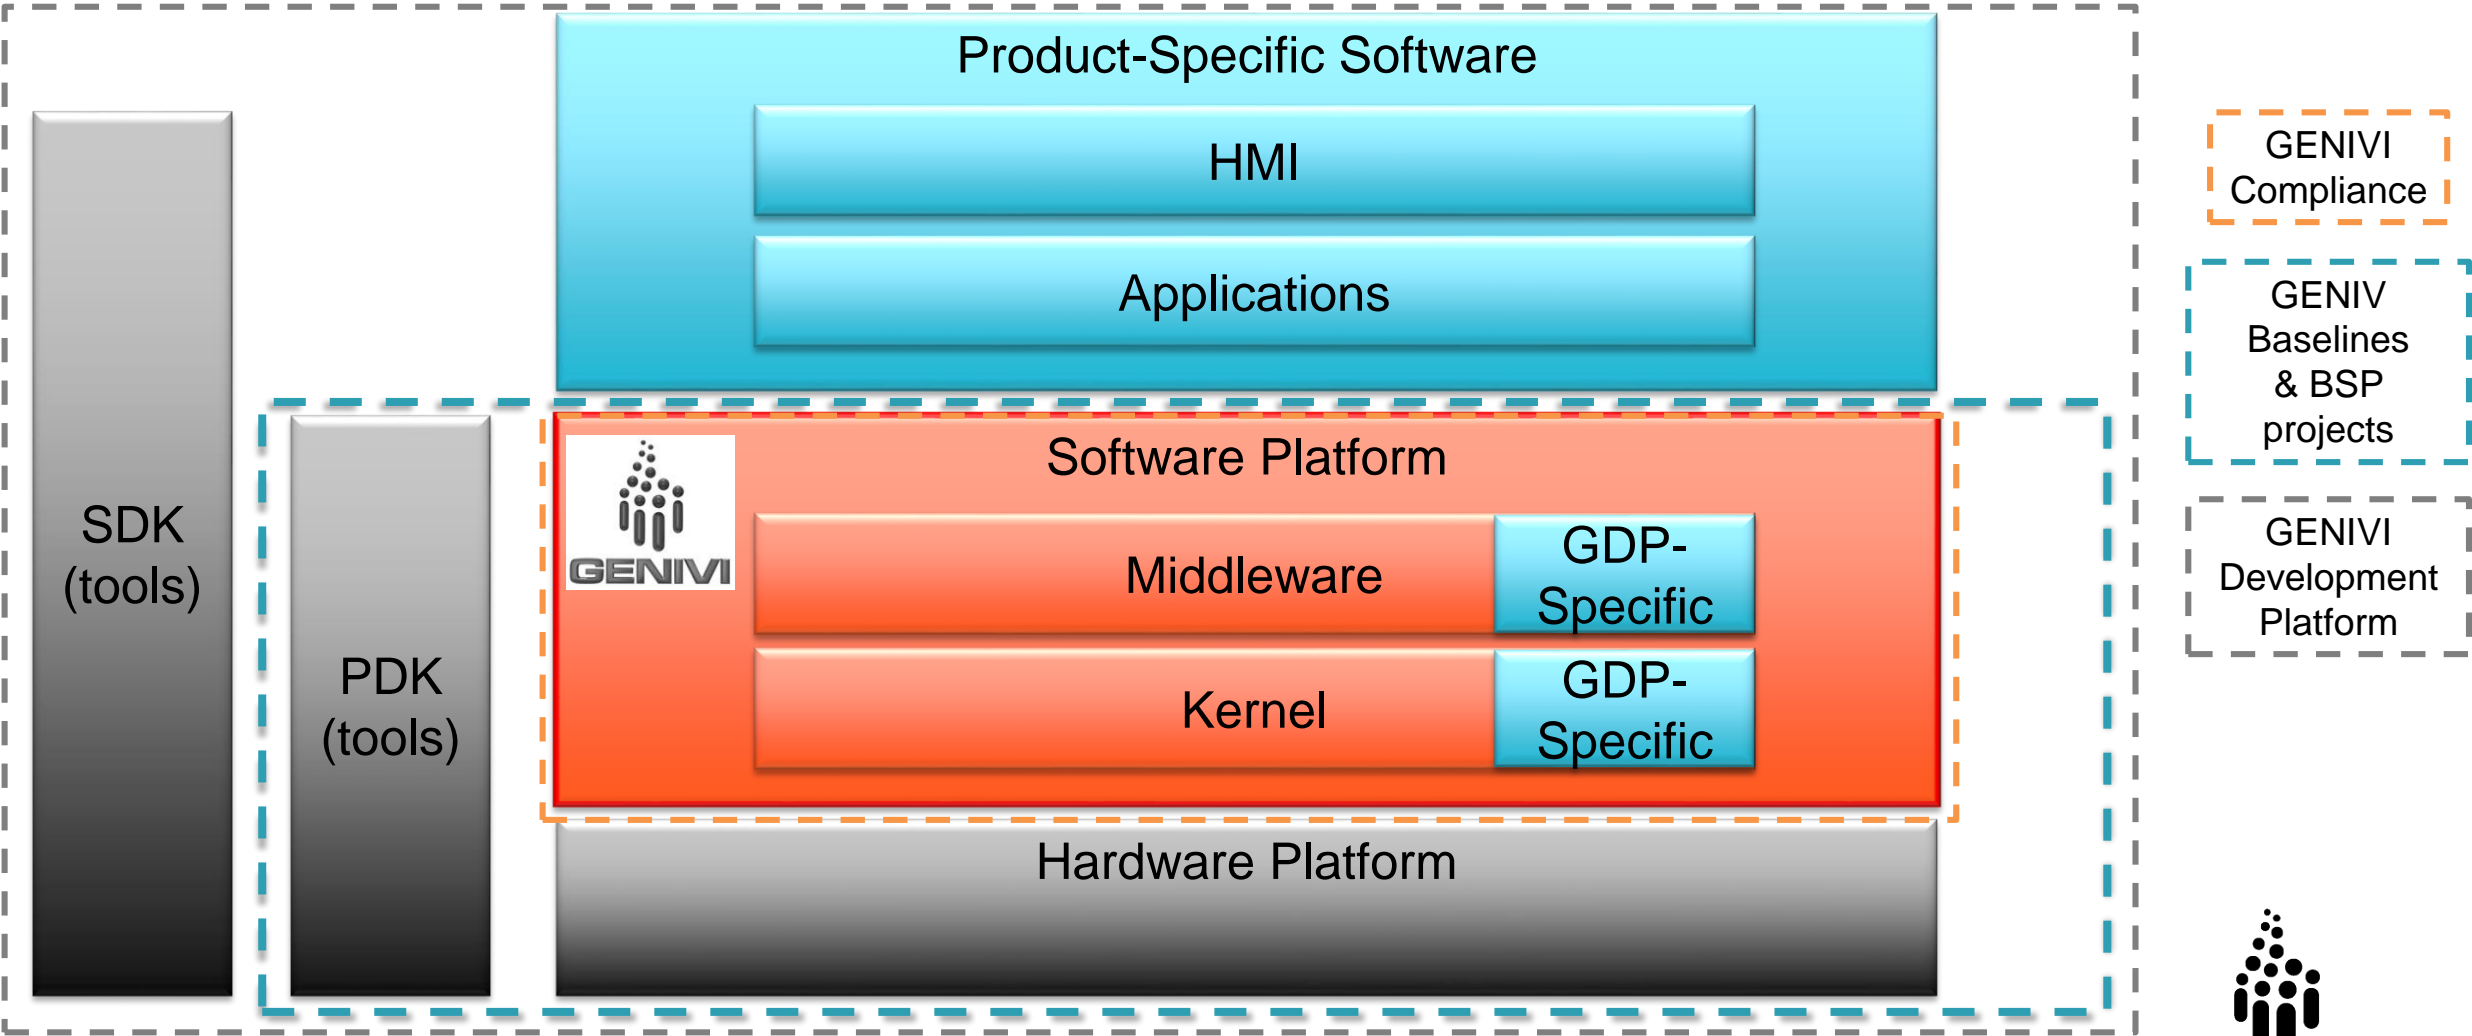 Product-Specific Software
HMI
Applications
SDK
(tools)
PDK
(tools)
GENIVI
Software Platform
Middleware
GDP-
Specific
Kernel
GDP-
Specific
Hardware Platform
GENIVI
Compliance
GENIV
Baselines
& BSP
projects
GENIVI
Development
Platform